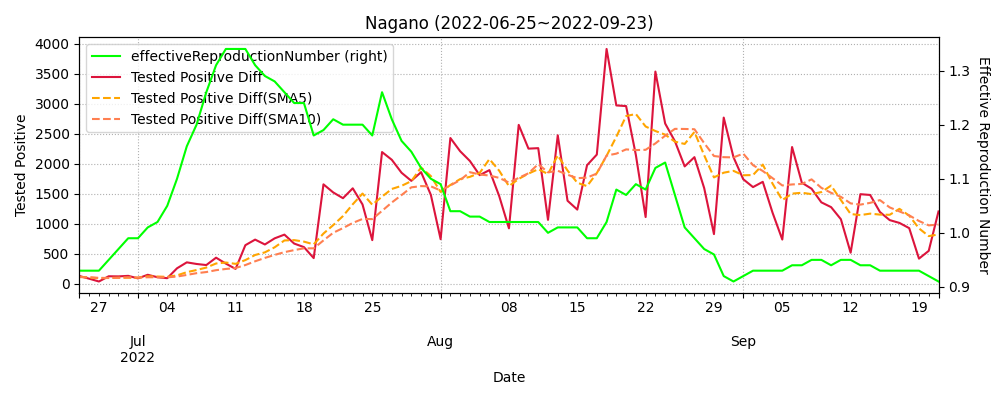 Nagano (2022-06-25~2022-09-23)
effectiveReproductionNumber (right)
Tested Positive Diff
Tested Positive Diff(SMA5)
Tested Positive Diff(SMA10)
Tested Positive
4000
3500
3000
2500
2000
1500
1000
500
0
Effective Reproduction Number
1.3
1.2
1.1
1.0
0.9
27 04 11 18 25 08 15 22 29 05 12 19
Jul Aug Sep
2022
Date